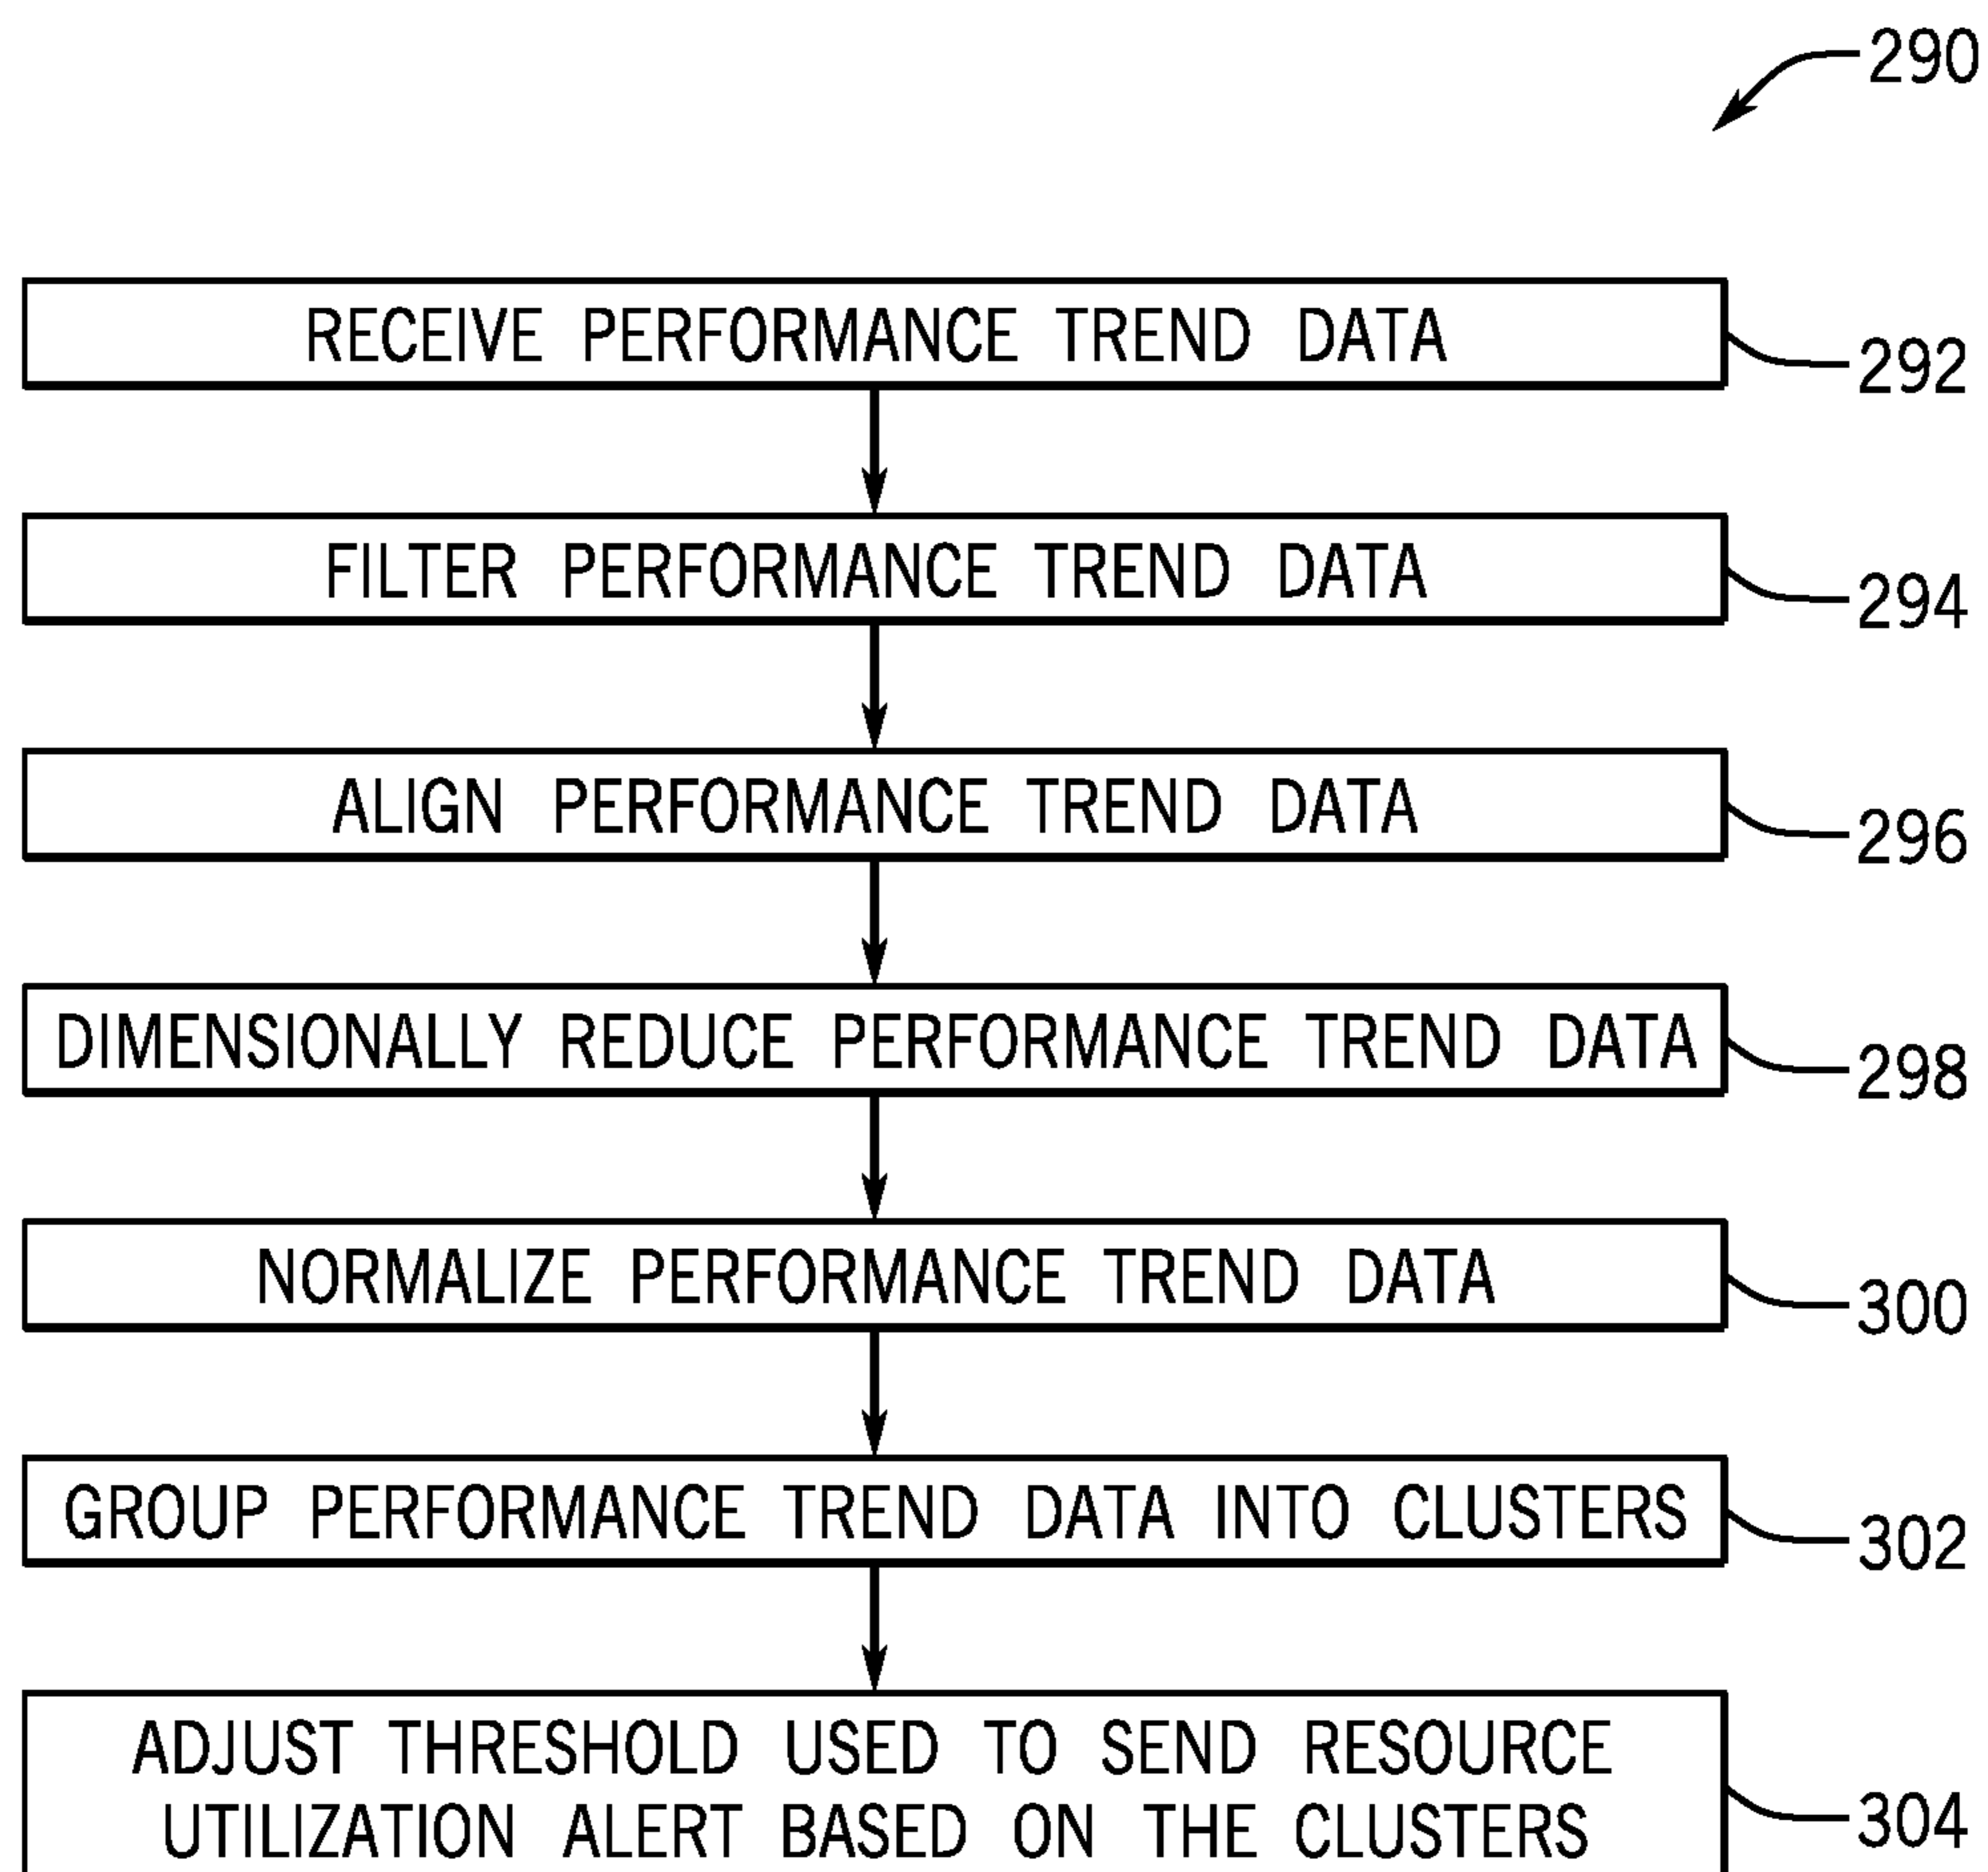 290
RECEIVE PERFORMANCE TREND DATA
292
FILTER PERFORMANCE TREND DATA
294
ALIGN PERFORMANCE TREND DATA
296
DIMENSIONALLY REDUCE PERFORMANCE TREND DATA
298
NORMALIZE PERFORMANCE TREND DATA
300
GROUP PERFORMANCE TREND DATA INTO CLUSTERS
302
ADJUST THRESHOLD USED TO SEND RESOURCE
UTILIZATION ALERT BASED ON THE CLUSTERS
304